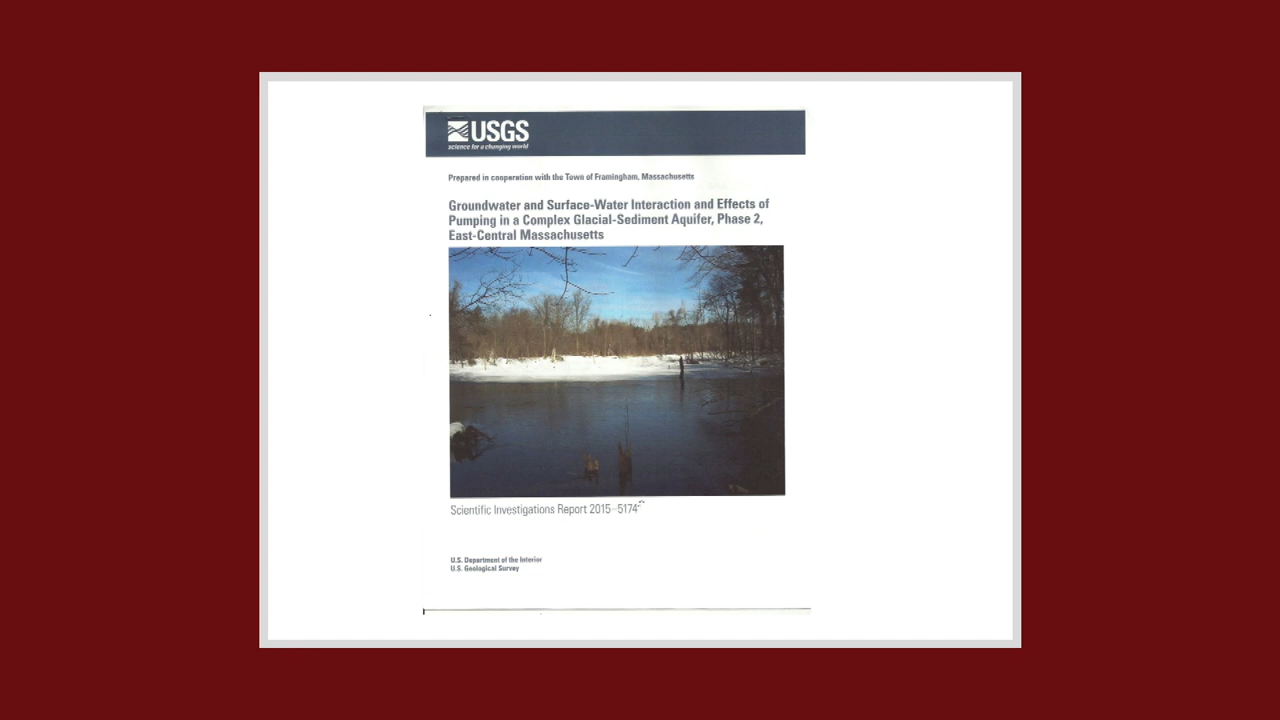 USGS
science for a changing world
Prepared in cooperation with the Town of Framingham, Massachusetts
Groundwater and Surface-Water Interaction and Effects of
Pumping in a Complex Glacial-Sediment Aquifer, Phase 2,
East-Central Massachusetts
Scientific Investigations Report 2015–5174
U.S. Department of the Interior
U.S. Geological Survey